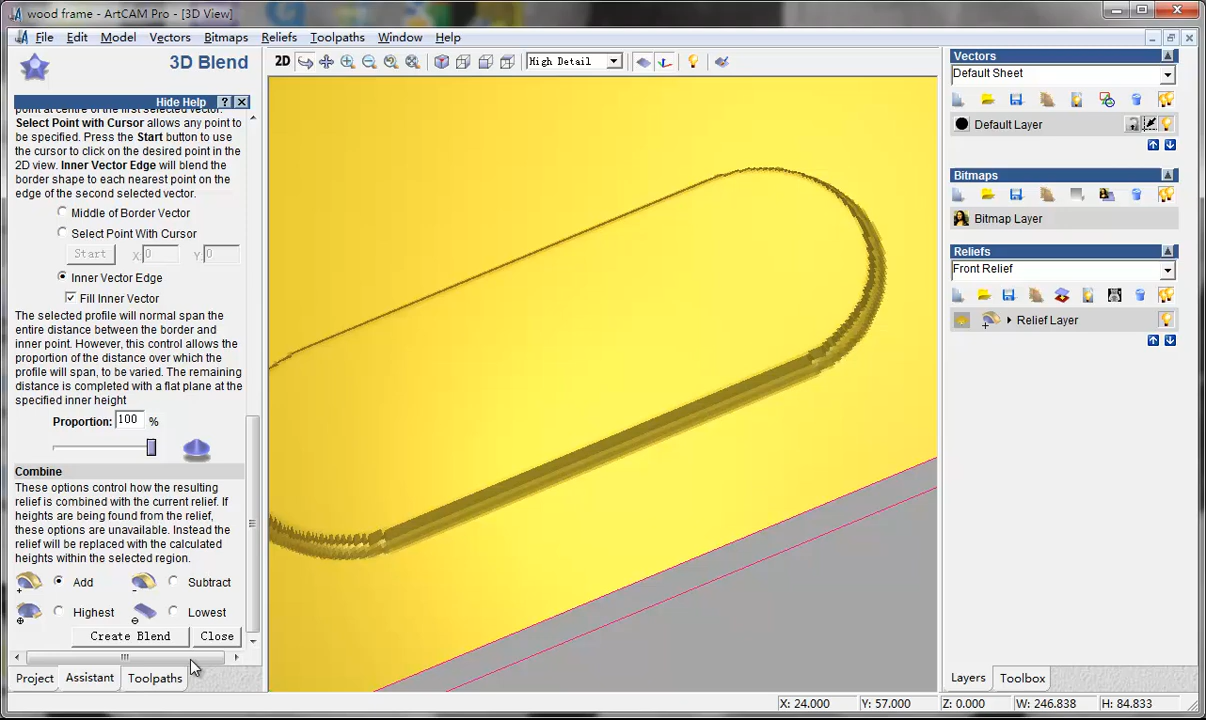 wood frame - ArtCAM Pro - [3D View]
File Edit Model Vectors Bitmaps Reliefs Toolpaths Window Help
3D Blend
2D
High Detail
Hide Help ? X
point at centre of the first selected vector.
Select Point with Cursor allows any point
to be specified. Press the Start button to use
the cursor to click on the desired point in the
2D view. Inner Vector Edge will blend the
border shape to each nearest point on the
edge of the second selected vector.
Middle of Border Vector
Select Point With Cursor
Start X: 0 Y: 0
Inner Vector Edge
Fill Inner Vector
The selected profile will normal span the
entire distance between the border and
inner point. However, this control allows the
proportion of the distance over which the
profile will span, to be varied. The remaining
distance is completed with a flat plane at the
specified inner height
Proportion: 100 %
Combine
These options control how the resulting
relief is combined with the current relief. If
heights are being found from the relief,
these options are unavailable. Instead the
relief will be replaced with the calculated
heights within the selected region.
Add Subtract
Highest Lowest
Create Blend Close
Project Assistant Toolpaths
Vectors
Default Sheet
Default Layer
Bitmaps
Bitmap Layer
Reliefs
Front Relief
Relief Layer
Layers Toolbox
X: 24.000 Y: 57.000 Z: 0.000 W: 246.838 H: 84.833